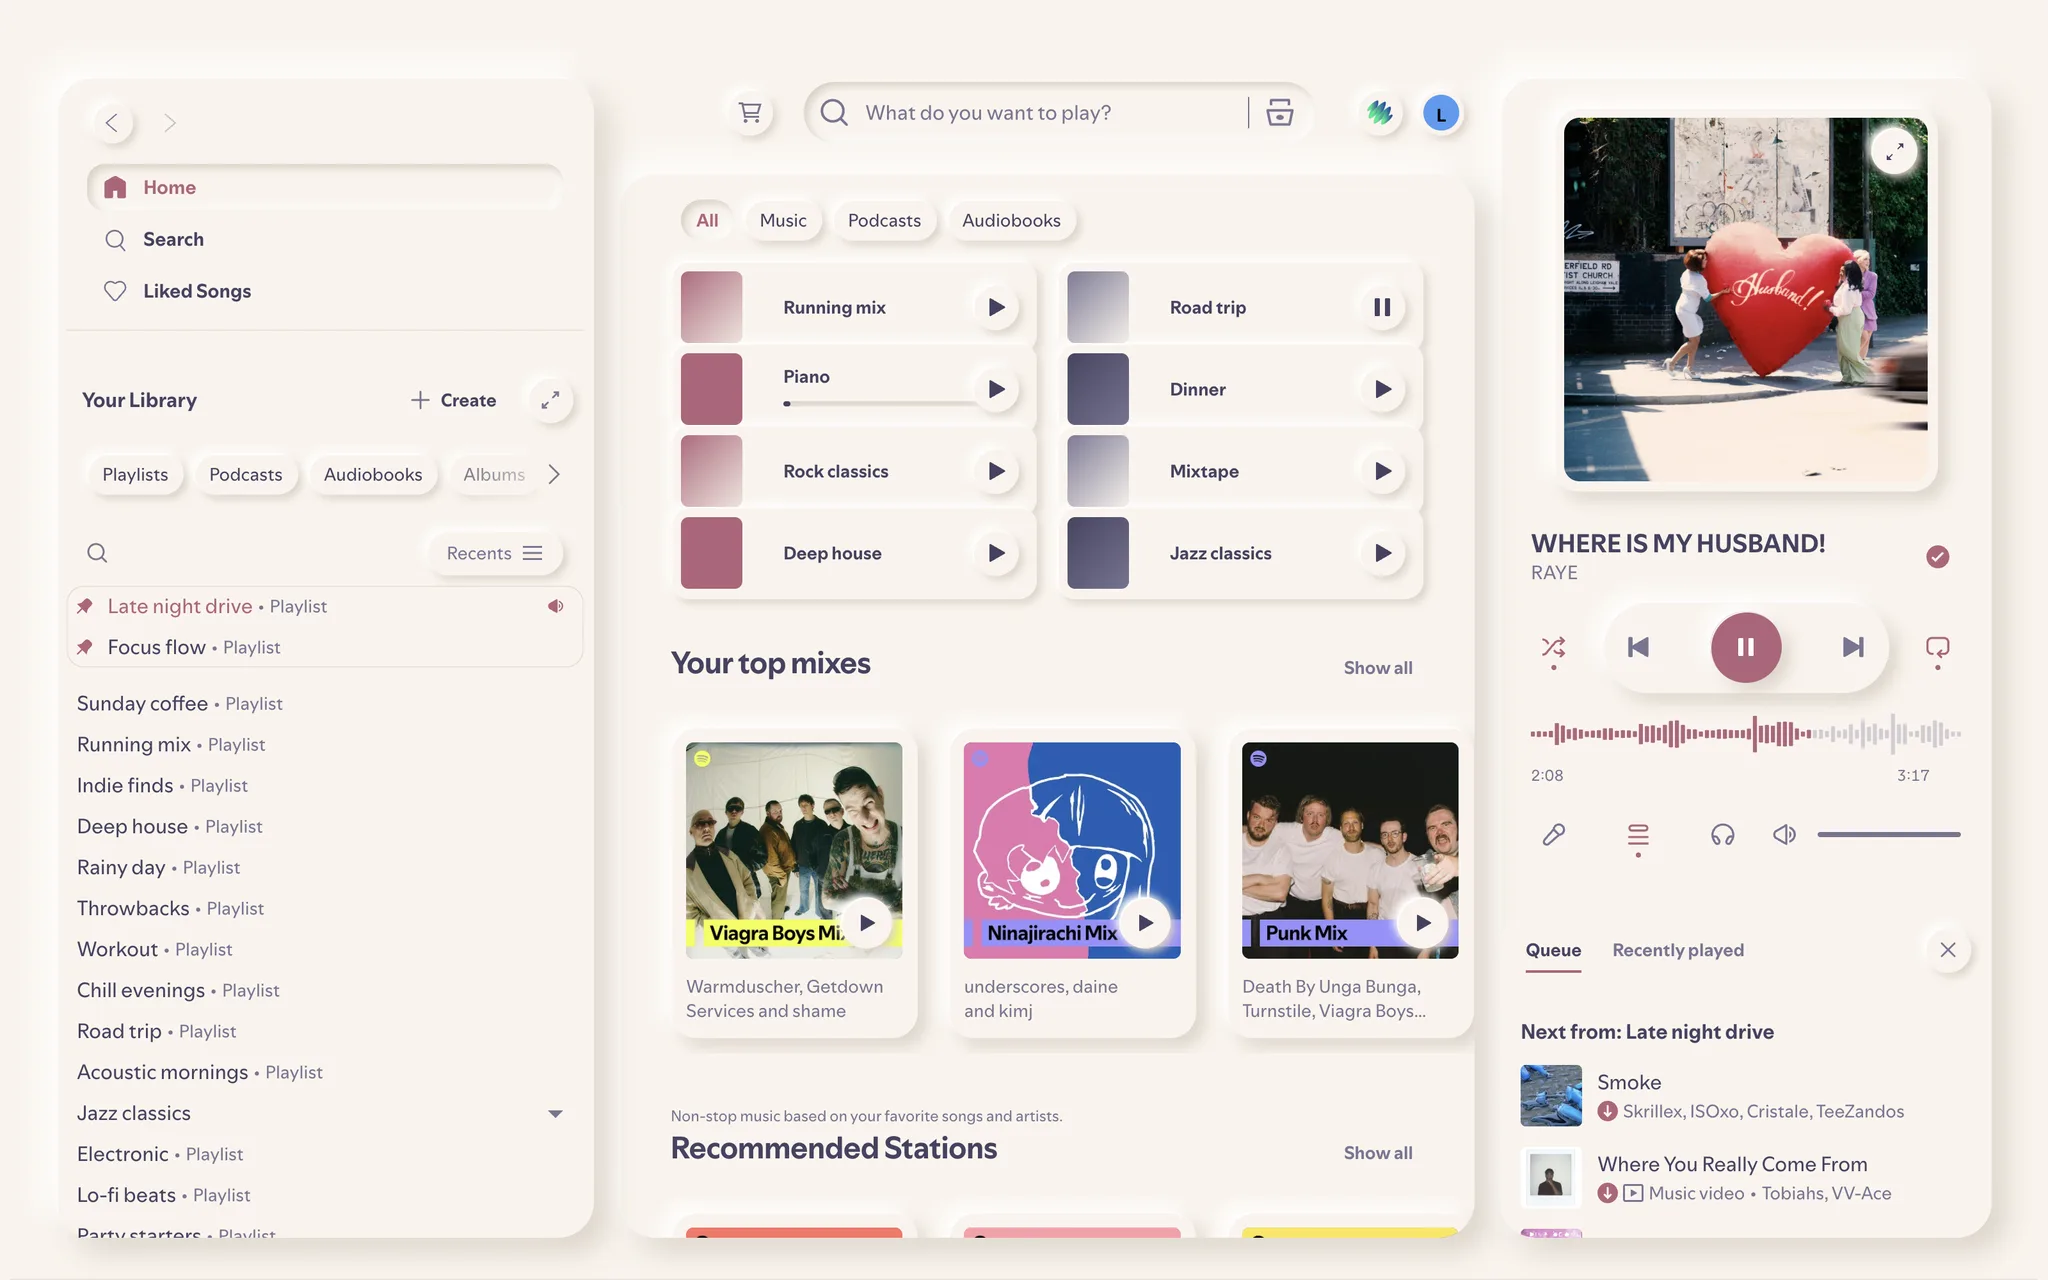 Home
Search
Liked Songs
Your Library
Create
Playlists
Podcasts
Audiobooks
Albums
Recents
Late night drive • Playlist
Focus flow • Playlist
Sunday coffee • Playlist
Running mix • Playlist
Indie finds • Playlist
Deep house • Playlist
Rainy day • Playlist
Throwbacks • Playlist
Workout • Playlist
Chill evenings • Playlist
Road trip • Playlist
Acoustic mornings • Playlist
Jazz classics
Electronic • Playlist
Lo-fi beats • Playlist
Party starters • Playlist
What do you want to play?
L
All
Music
Podcasts
Audiobooks
Running mix
Road trip
Piano
Dinner
Rock classics
Mixtape
Deep house
Jazz classics
Your top mixes
Show all
Viagra Boys Mix
Warmduscher, Getdown
Services and shame
Ninajirachi Mix
underscores, daine
and kimj
Punk Mix
Death By Unga Bunga,
Turnstile, Viagra Boys...
Non-stop music based on your favorite songs and artists.
Recommended Stations
Show all
ERFIELD RD
IST CHURCH
Husband!
WHERE IS MY HUSBAND!
RAYE
2:08
3:17
Queue
Recently played
Next from: Late night drive
Smoke
Skrillex, ISOxo, Cristale, TeeZandos
Where You Really Come From
Music video • Tobiahs, VV-Ace